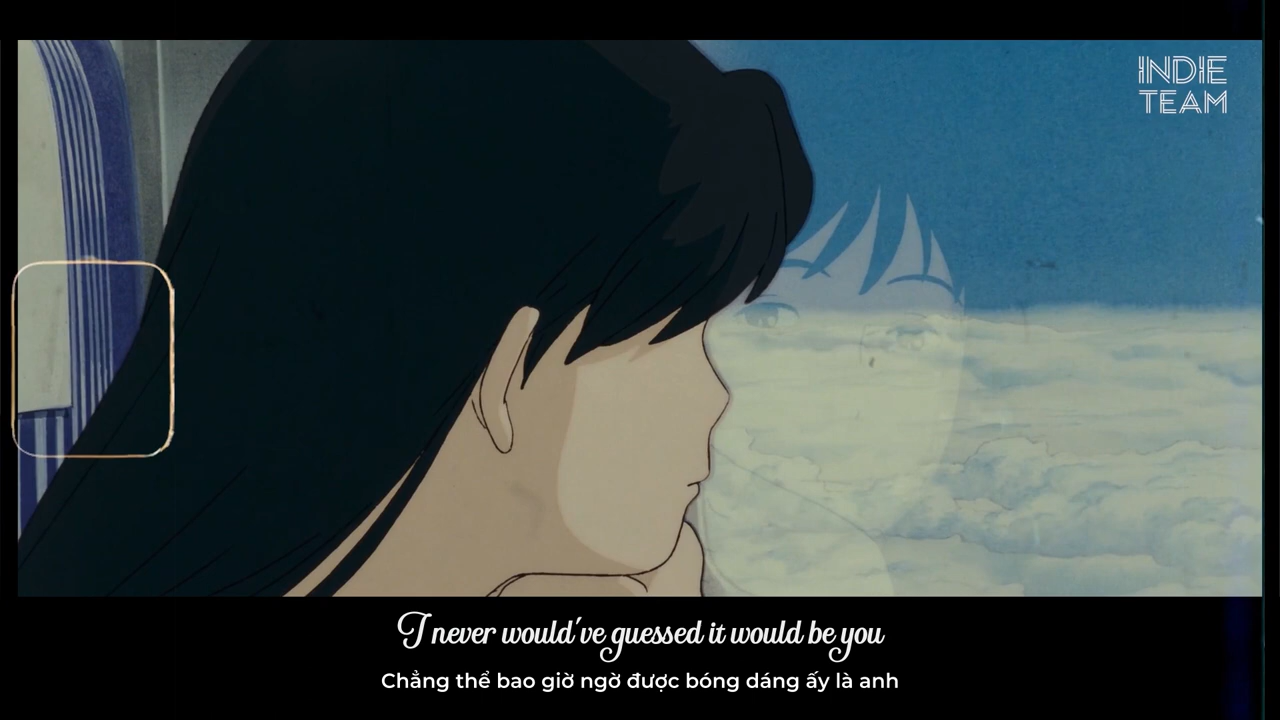 INDIE
TEAM
I never would've guessed it would be you
Chẳng thể bao giờ ngờ được bóng dáng ấy là anh